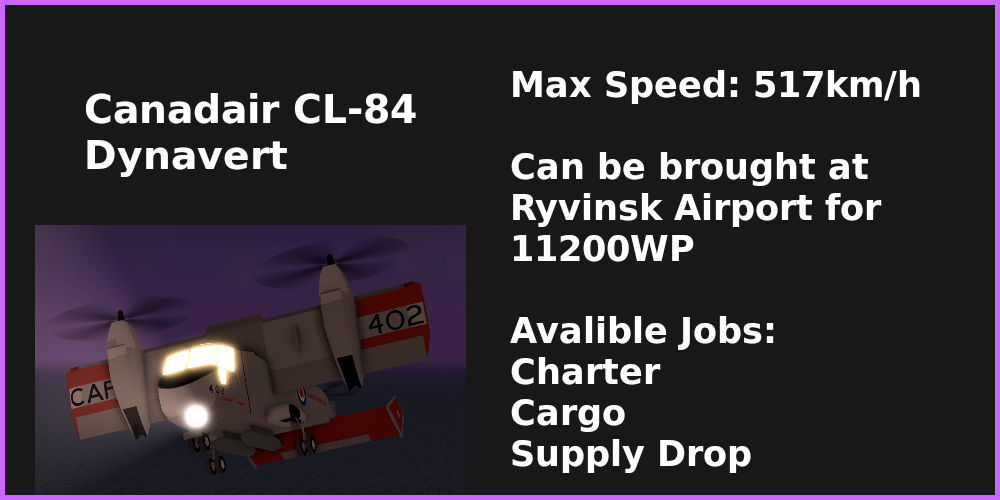 Canadair CL-84
Dynavert
Max Speed: 517km/h
Can be brought at
Ryvinsk Airport for
11200WP
Avalible Jobs:
Charter
Cargo
Supply Drop
402
CAF
402